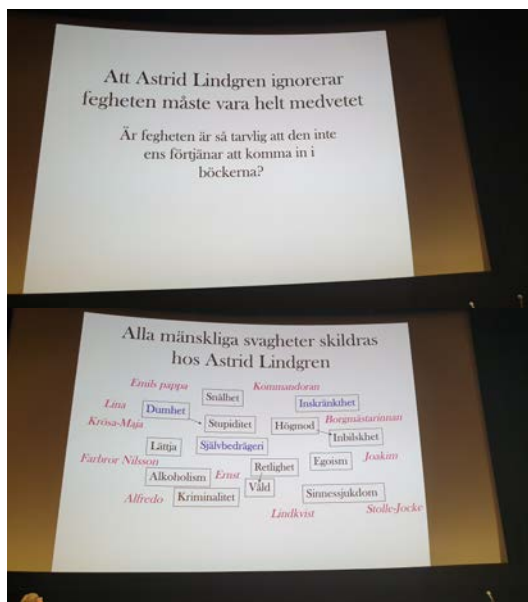 Att Astrid Lindgren ignorerar
fegheten måste vara helt medvetet
Är fegheten är så tarvlig att den inte
ens förtjänar att komma in i
böckerna?
Alla mänskliga svagheter skildras
hos Astrid Lindgren
Emils pappa
Snålhet
Kommandoran
Lina
Dumhet
Inskränkthet
Krösa-Maja
Stupiditet
Högmod
Borgmästarinnan
Inbilskhet
Lättja
Självbedrägeri
Farbror Nilsson
Retlighet
Egoism
Joakim
Alkoholism
Ernst
Våld
Alfredo
Kriminalitet
Sinnessjukdom
Lindkvist
Stolle-Jocke